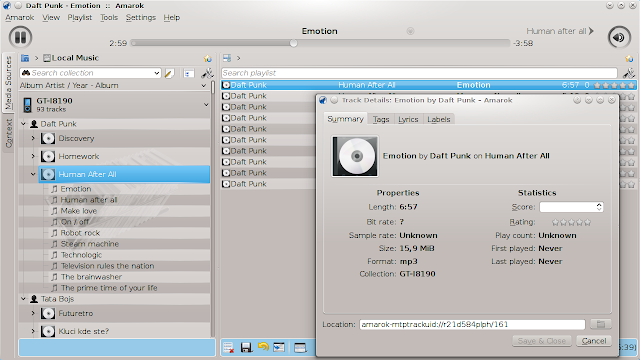 Daft Punk - Emotion :: Amarok
Amarok View Playlist Tools Settings Help
Emotion
Human after all
2:59
-3:58
Media Sources
Context
Local Music
Search collection
Album Artist / Year - Album
GT-I8190
93 tracks
Daft Punk
Discovery
Homework
Human After All
Emotion
Human after all
Make love
On / off
Robot rock
Steam machine
Technologic
Television rules the nation
The brainwasher
The prime time of your life
Tata Bojs
Futuretro
Kluci kde ste?
Search playlist
Daft Punk Human After All Emotion 6:57 0
Daft Punk
Daft Punk
Daft Punk
Daft Punk
Daft Punk
Daft Punk
Daft Punk
Daft Punk
Daft Punk
Track Details: Emotion by Daft Punk - Amarok
Summary Tags Lyrics Labels
Emotion by Daft Punk on Human After All
Properties
Length: 6:57
Bit rate: ?
Sample rate: Unknown
Size: 15,9 MiB
Format: mp3
Collection: GT-I8190
Statistics
Score:
Rating:
Play count: Unknown
First played: Never
Last played: Never
Location: amarok-mtptrackuid://r21d584plph/161
Save & Close Cancel
5:39)